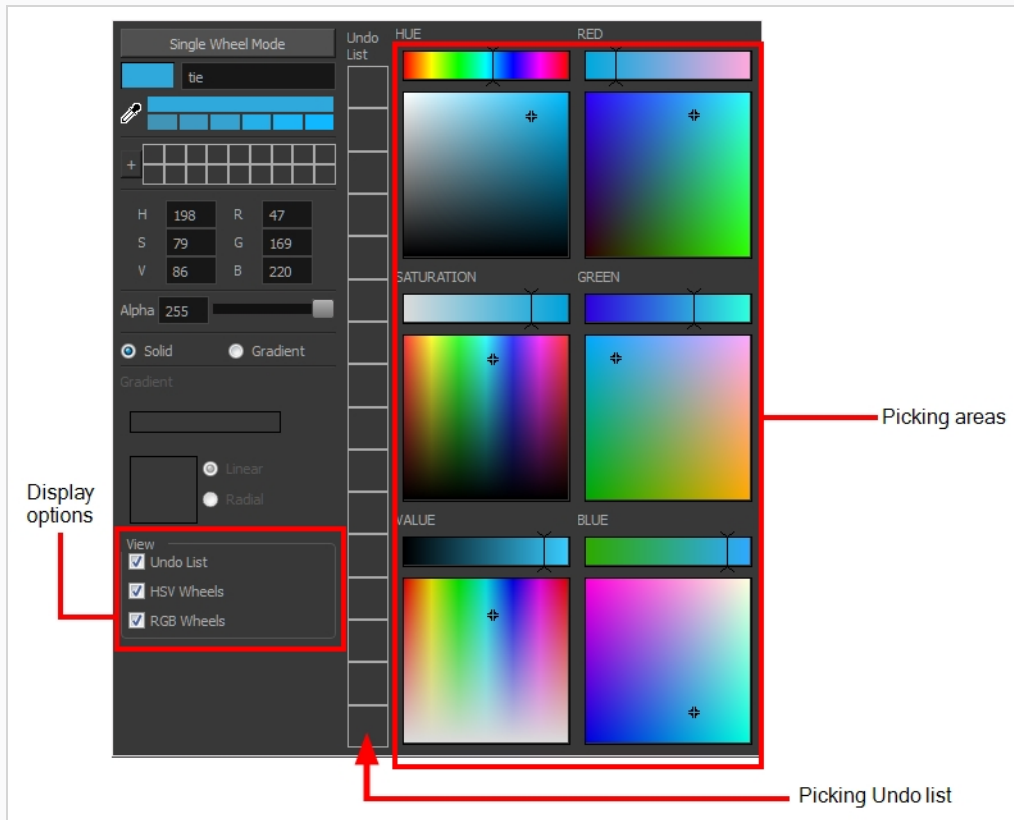 Single Wheel Mode
Undo
List
HUE
RED
tie
+
H 198 R 47
S 79 G 169
V 86 B 220
SATURATION
GREEN
Alpha 255
Solid
Gradient
Gradient
Linear
Radial
Picking areas
Display
options
VALUE
BLUE
View
Undo List
HSV Wheels
RGB Wheels
Picking Undo list